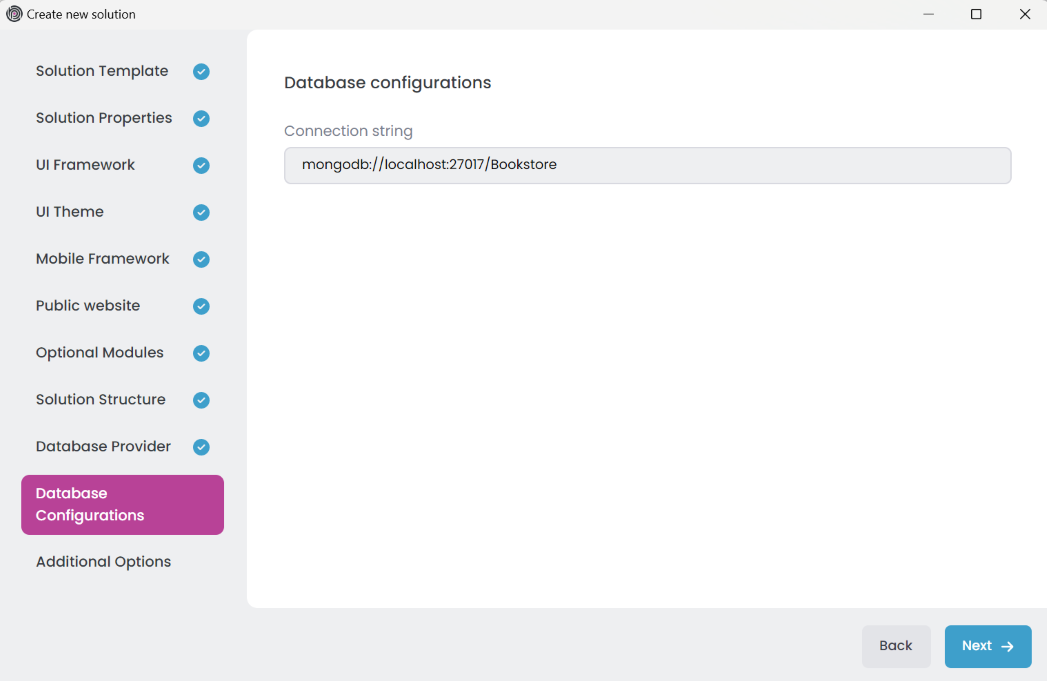 Create new solution
Solution Template
Solution Properties
UI Framework
UI Theme
Mobile Framework
Public website
Optional Modules
Solution Structure
Database Provider
Database
Configurations
Additional Options
Database configurations
Connection string
mongodb://localhost:27017/Bookstore
Back
Next